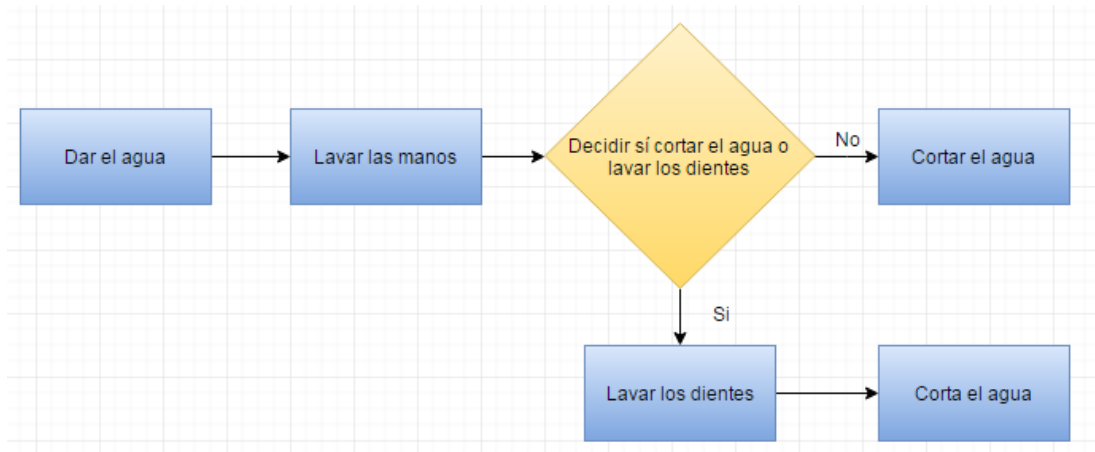 Dar el agua
Lavar las manos
Decidir sí cortar el agua o
lavar los dientes
No
Cortar el agua
Si
Lavar los dientes
Corta el agua